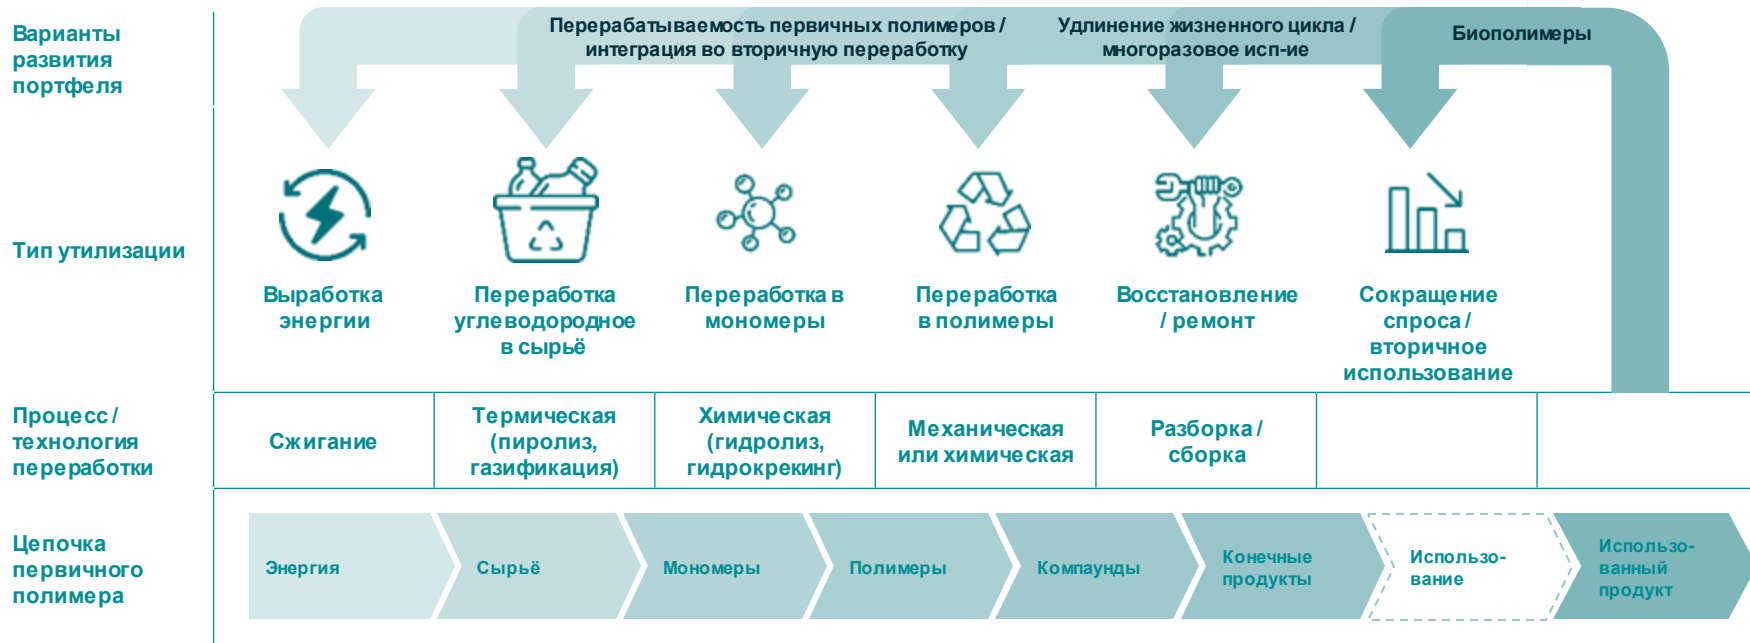 Варианты
развития
портфеля
Перерабатываемость первичных полимеров /
интеграция во вторичную переработку
Удлинение жизненного цикла /
многоразовое исп-ие
Биополимеры
Тип утилизации
Выработка
энергии
Переработка
углеводородное
в сырьё
Переработка в
мономеры
Переработка
в полимеры
Восстановление
/ ремонт
Сокращение
спроса /
вторичное
использование
Процесс /
технология
переработки
Сжигание
Термическая
(пиролиз,
газификация)
Химическая
(гидролиз,
гидрокрекинг)
Механическая
или химическая
Разборка /
сборка
Цепочка
первичного
полимера
Энергия
Сырьё
Мономеры
Полимеры
Компаунды
Конечные
продукты
Использо-
вание
Использо-
ванный
продукт